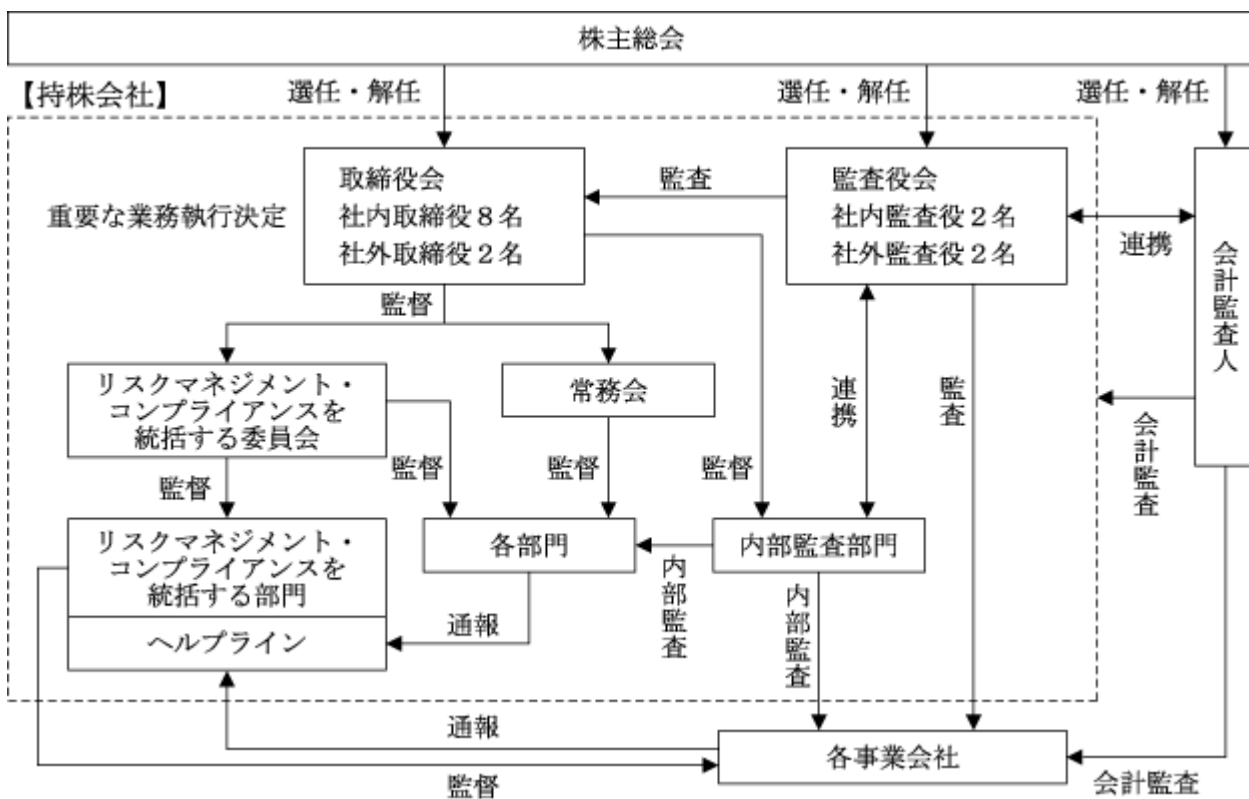 株主総会
【持株会社】
選任・解任
選任・解任
選任・解任
重要な業務執行決定
取締役会
社内取締役８名
社外取締役２名
監査
監査役会
社内監査役２名
社外監査役２名
連携
会計監査人
監督
リスクマネジメント・
コンプライアンスを
統括する委員会
常務会
連携
監査
会計監査
監督
監督
監督
リスクマネジメント・
コンプライアンスを
統括する部門
ヘルプライン
各部門
内部監査部門
通報
内部監査
内部監査
通報
各事業会社
監督
会計監査